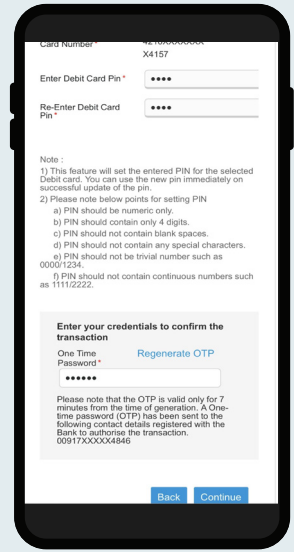 Card Number* 4216XXXXXX
X4157
Enter Debit Card Pin* ••••
Re-Enter Debit Card ••••
Pin*
Note :
1) This feature will set the entered PIN for the selected
Debit card. You can use the new pin immediately on
successful update of the pin.
2) Please note below points for setting PIN
a) PIN should be numeric only.
b) PIN should contain only 4 digits.
c) PIN should not contain blank spaces.
d) PIN should not contain any special characters.
e) PIN should not be trivial number such as
0000/1234.
f) PIN should not contain continuous numbers such
as 1111/2222.
Enter your credentials to confirm the
transaction
One Time Regenerate OTP
Password*
••••••
Please note that the OTP is valid only for 7
minutes from the time of generation. A One-
time password (OTP) has been sent to the
following contact details registered with the
Bank to authorise the transaction.
00917XXXXX4846
Back Continue